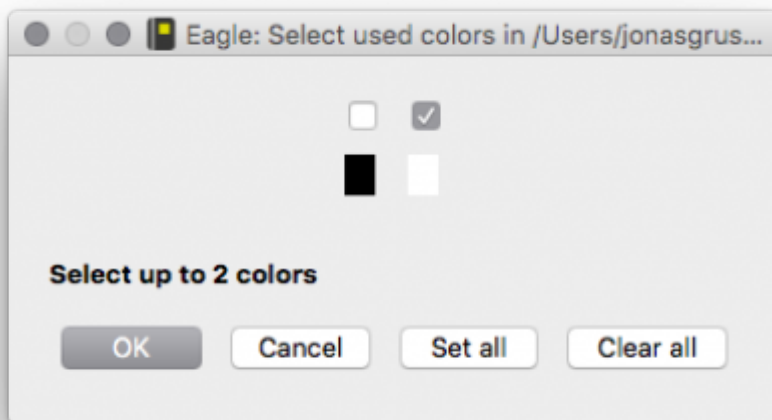 Eagle: Select used colors in /Users/jonasgrus...
Select up to 2 colors
OK Cancel Set all Clear all